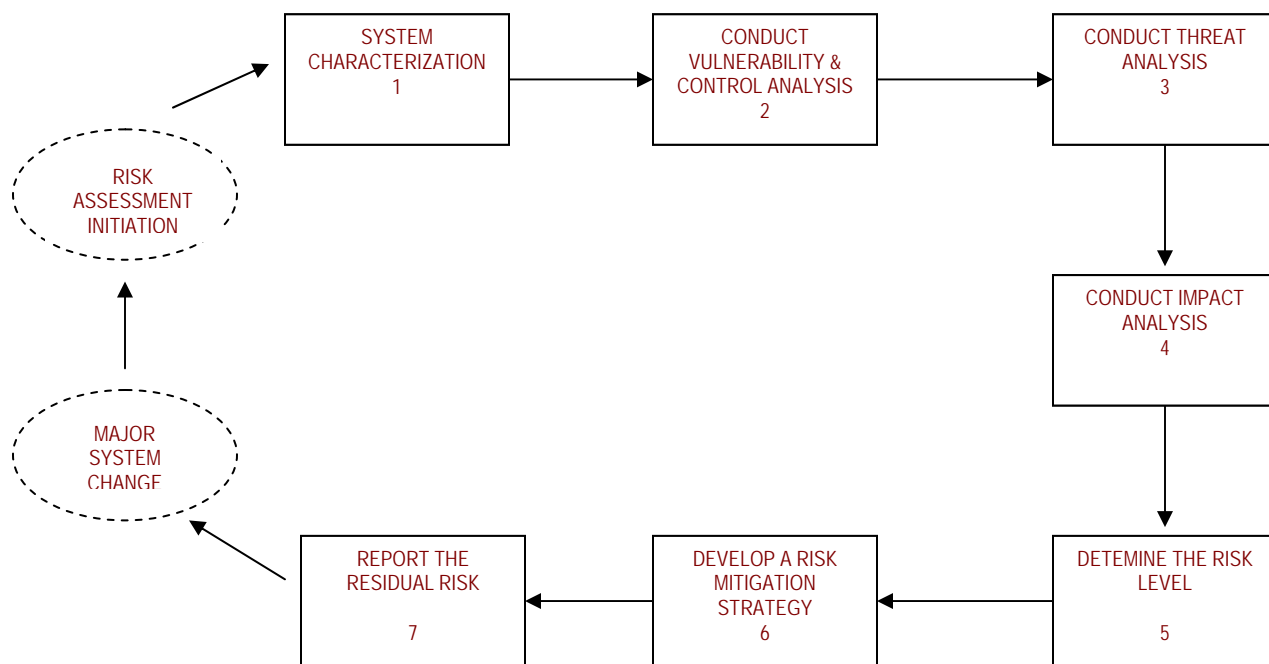 SYSTEM
CHARACTERIZATION
1
CONDUCT
VULNERABILITY &
CONTROL ANALYSIS
2
CONDUCT THREAT
ANALYSIS
3
RISK
ASSESSMENT
INITIATION
CONDUCT IMPACT
ANALYSIS
4
MAJOR
SYSTEM
CHANGE
REPORT THE
RESIDUAL RISK
7
DEVELOP A RISK
MITIGATION
STRATEGY
6
DETEMINE THE RISK
LEVEL
5